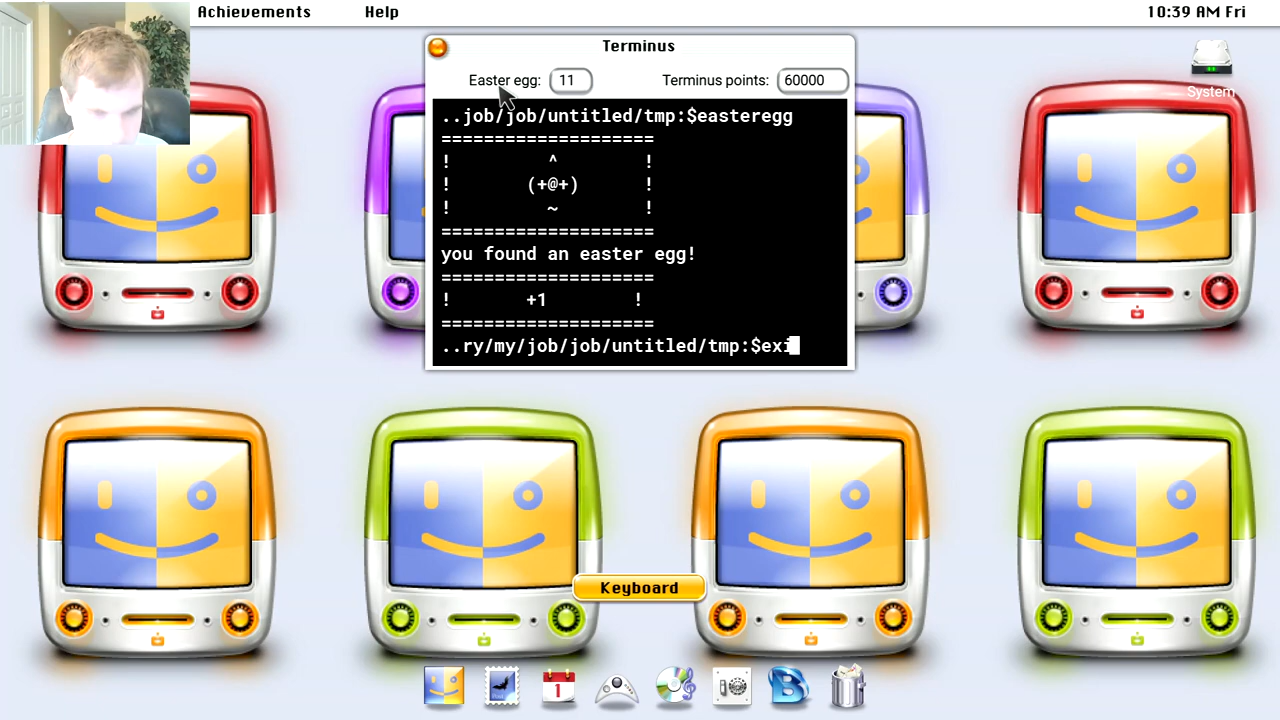 Achievements Help 10:39 AM Fri
Terminus
Easter egg: 11 Terminus points: 60000
System
..job/job/untitled/tmp:$easteregg
====================
! ^ !
! (+@+) !
! ~ !
====================
you found an easter egg!
====================
! +1 !
====================
..ry/my/job/job/untitled/tmp:$exi
Keyboard
1